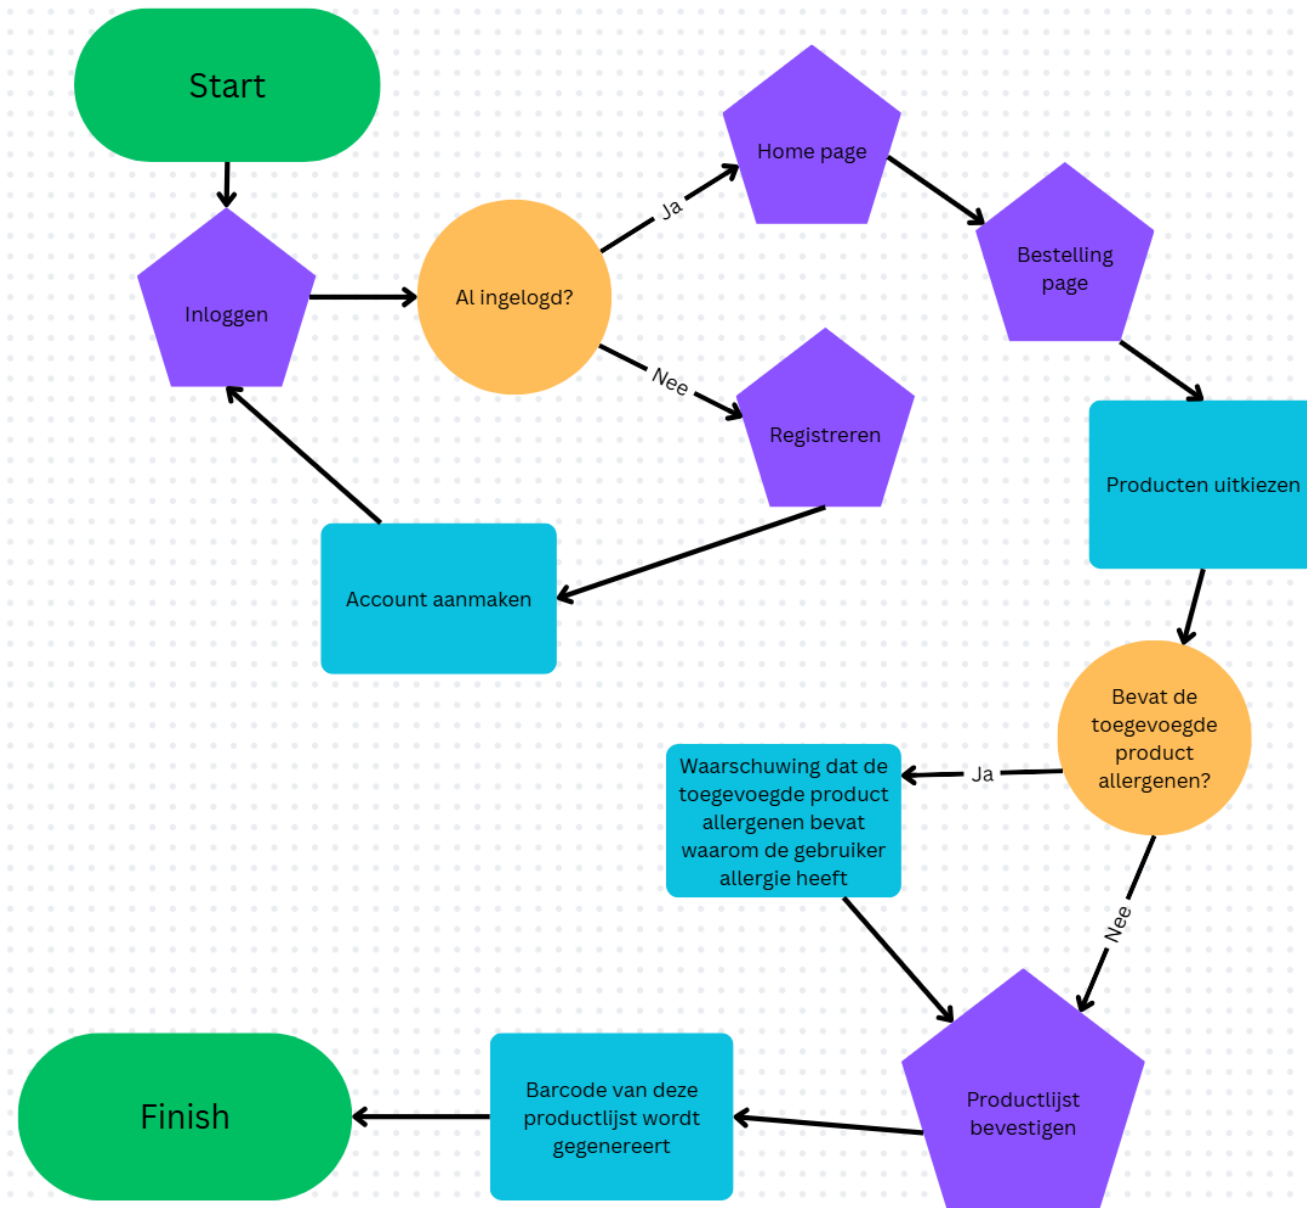 Start
Inloggen
Al ingelogd?
Ja
Home page
Bestelling
page
Nee
Registreren
Account aanmaken
Producten uitkiezen
Bevat de
toegevoegde
product
allergenen?
Ja
Waarschuwing dat de
toegevoegde product
allergenen bevat
waarom de gebruiker
allergie heeft
Nee
Productlijst
bevestigen
Barcode van deze
productlijst wordt
gegenereert
Finish